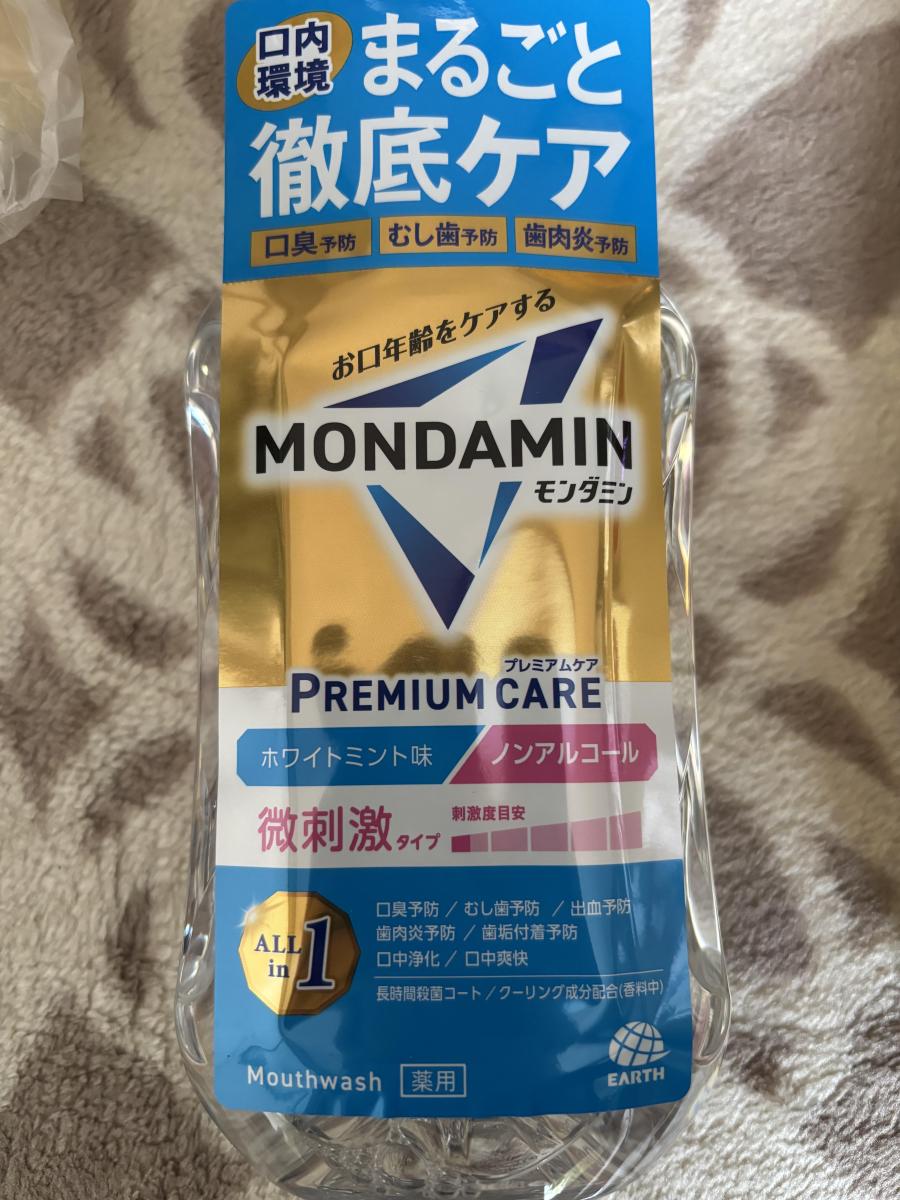 口内
環境
まるごと
徹底ケア
口臭予防 むし歯予防 歯肉炎予防
お口年齢をケアする
MONDAMIN
モンダミン
プレミアムケア
PREMIUM CARE
ホワイトミント味 ノンアルコール
微刺激タイプ 刺激度目安
ALL
in 1
口臭予防/むし歯予防 /出血予防
歯肉炎予防/歯垢付着予防
口中浄化/口中爽快
長時間殺菌コート/クーリング成分配合(香料中)
Mouthwash 薬用
EARTH